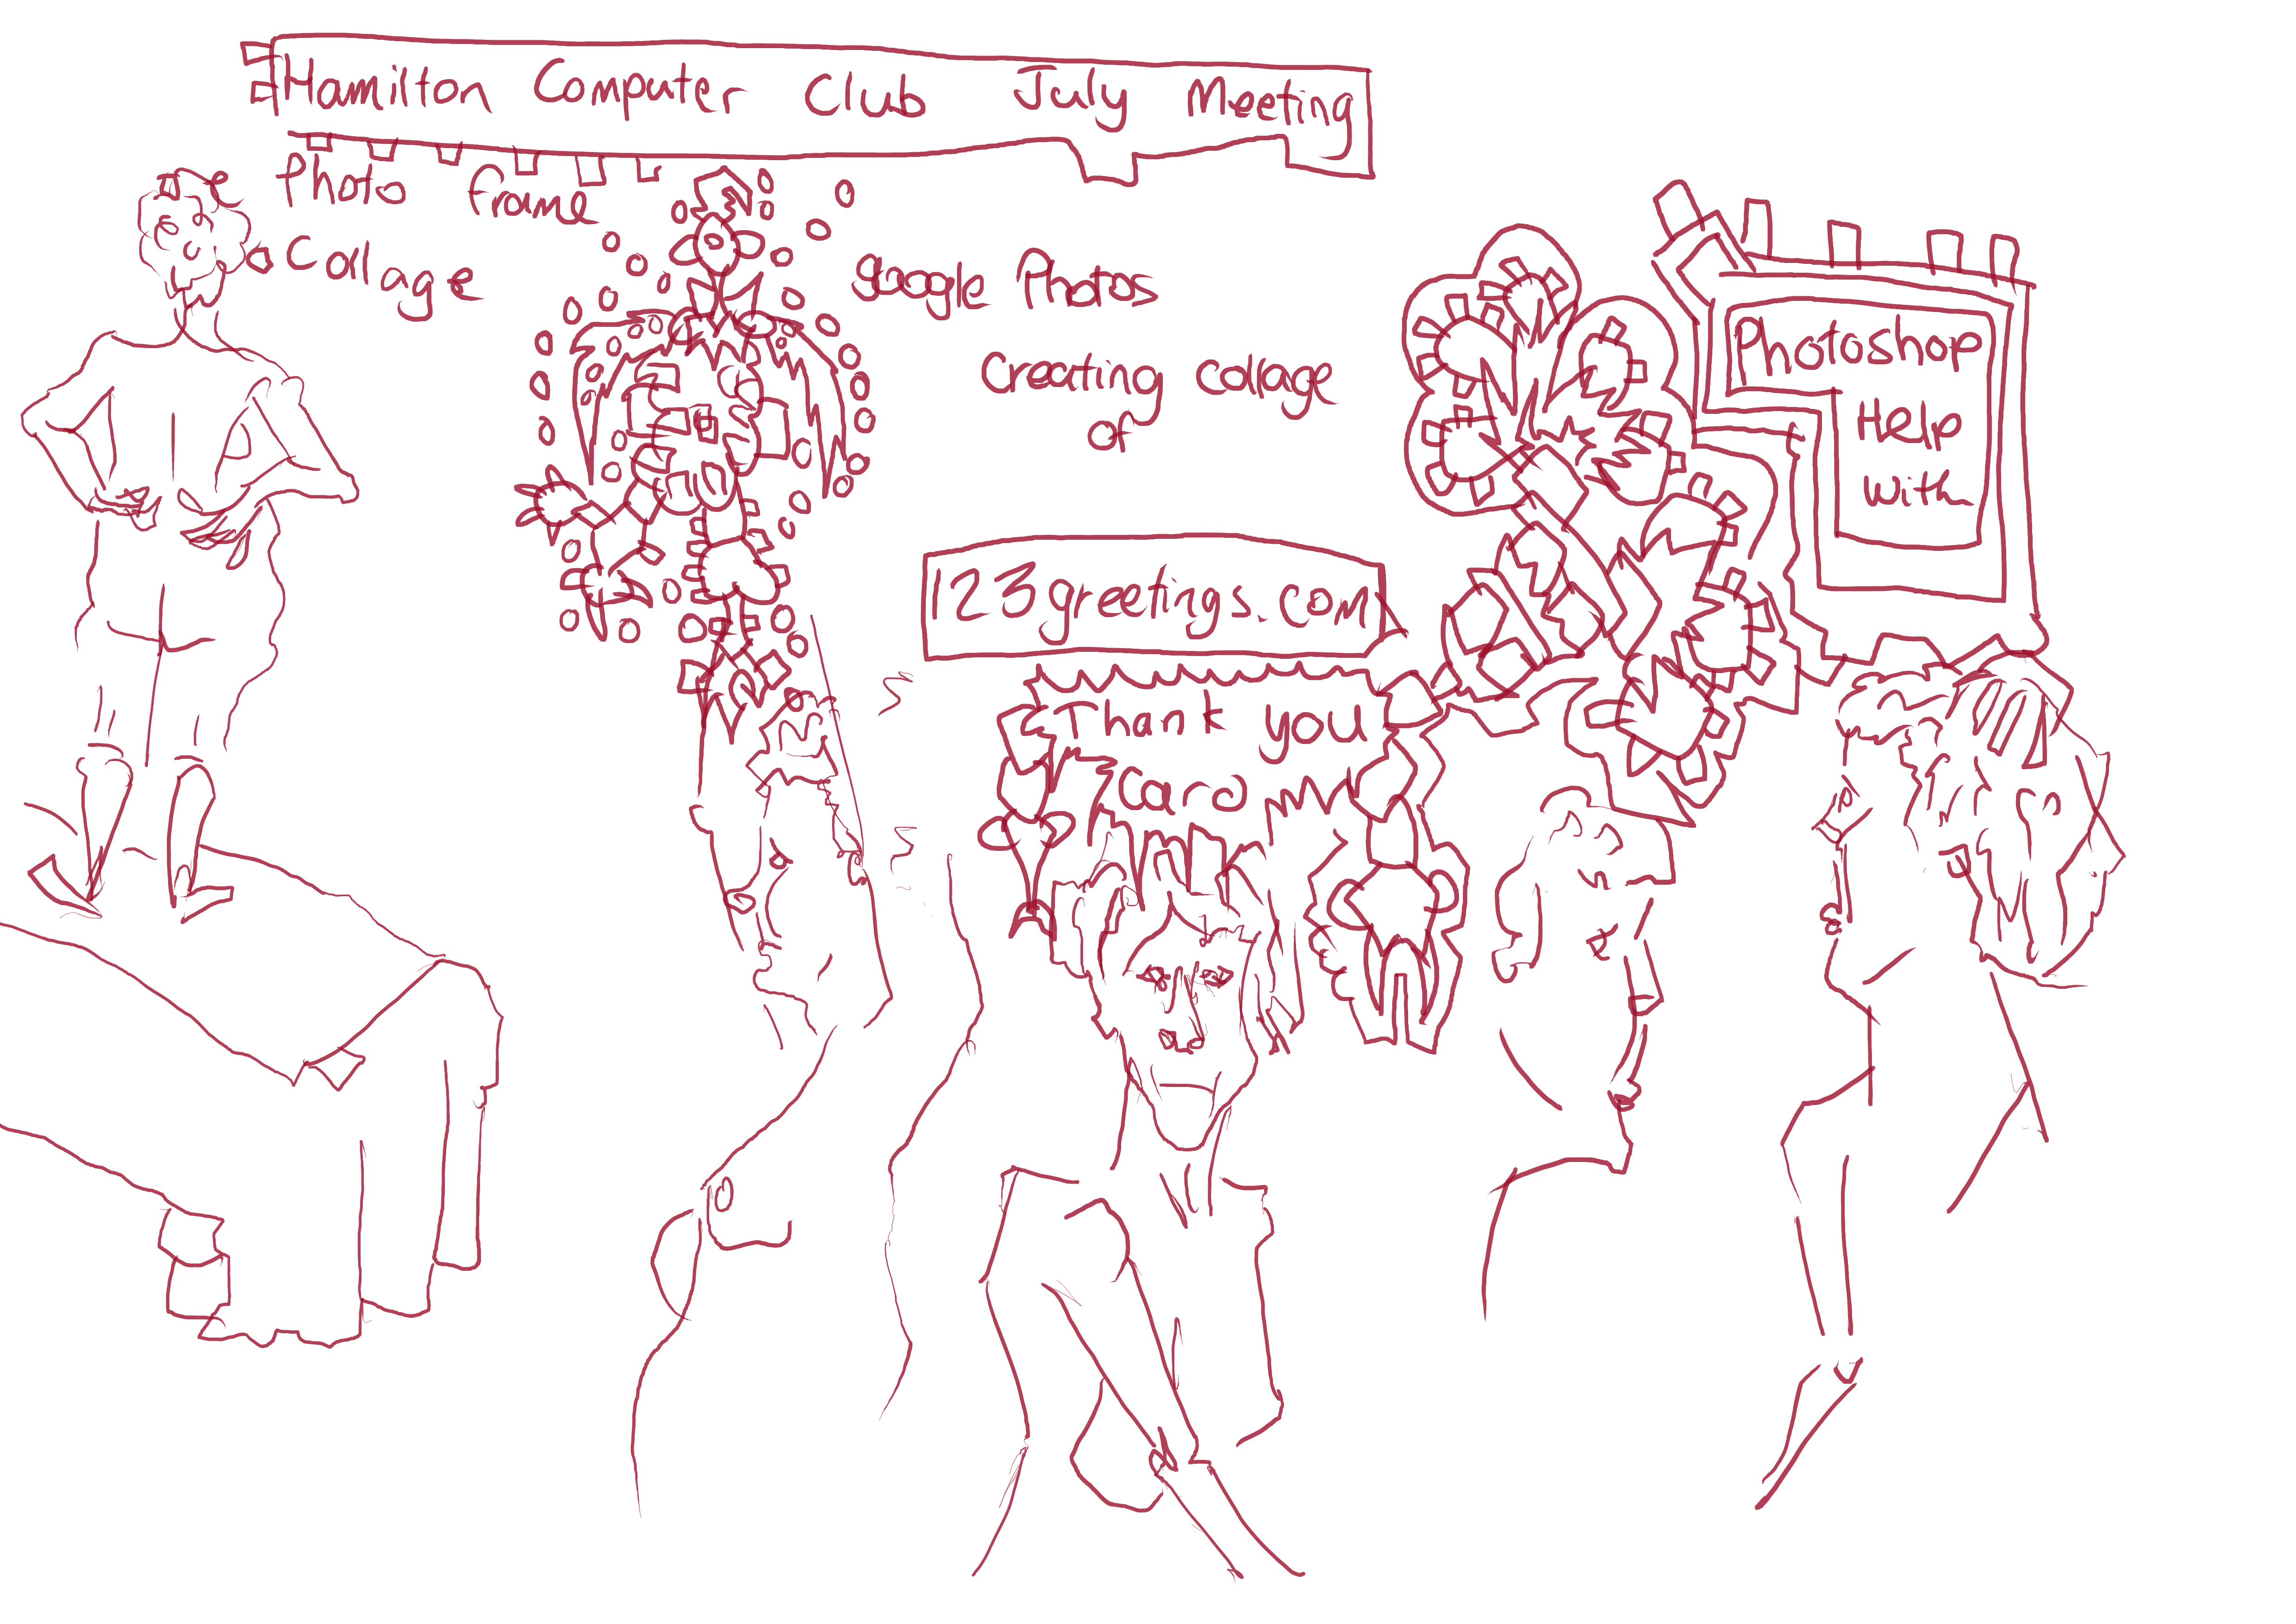 Hamilton Computer Club July Meeting
Photo frame
Collage
google Photos
Creating collage
of
Photoshop
Help
with
123greetings.com
Thank you
Caro